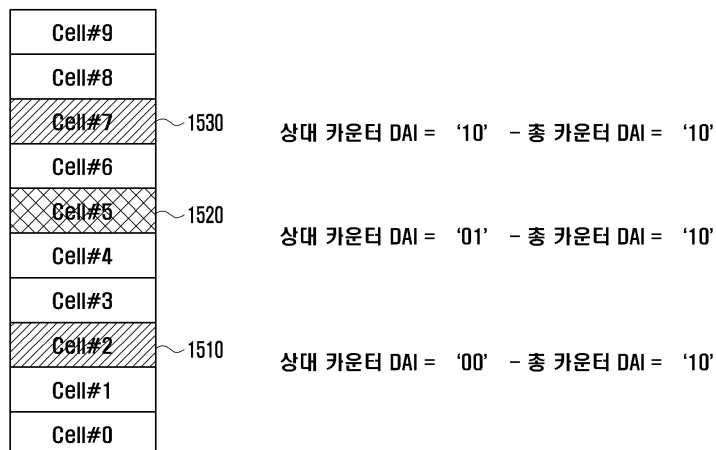 Cell#9
Cell#8
Cell#7 1530 상대 카운터 DAI = ‘10’ – 총 카운터 DAI = ‘10’
Cell#6
Cell#5 1520 상대 카운터 DAI = ‘01’ – 총 카운터 DAI = ‘10’
Cell#4
Cell#3
Cell#2 1510 상대 카운터 DAI = ‘00’ – 총 카운터 DAI = ‘10’
Cell#1
Cell#0